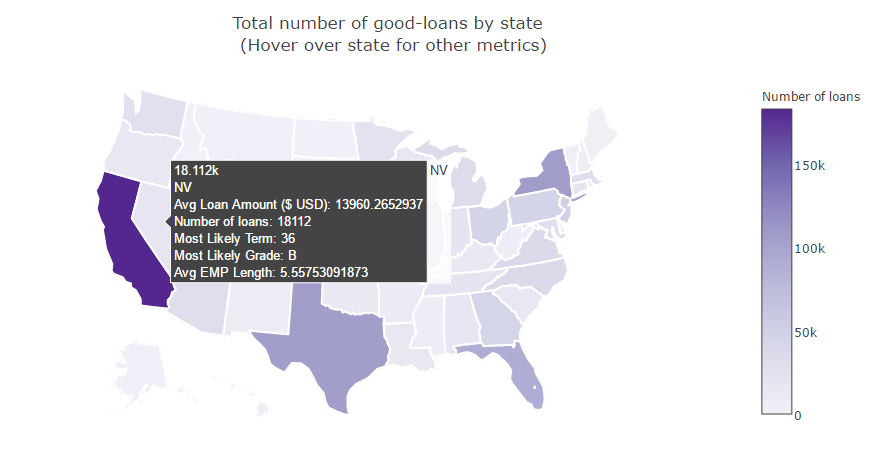 Total number of good-loans by state
(Hover over state for other metrics)
Number of loans
150k
100k
50k
0
18.112k
NV
NV
Avg Loan Amount ($ USD): 13960.2652937
Number of loans: 18112
Most Likely Term: 36
Most Likely Grade: B
Avg EMP Length: 5.55753091873